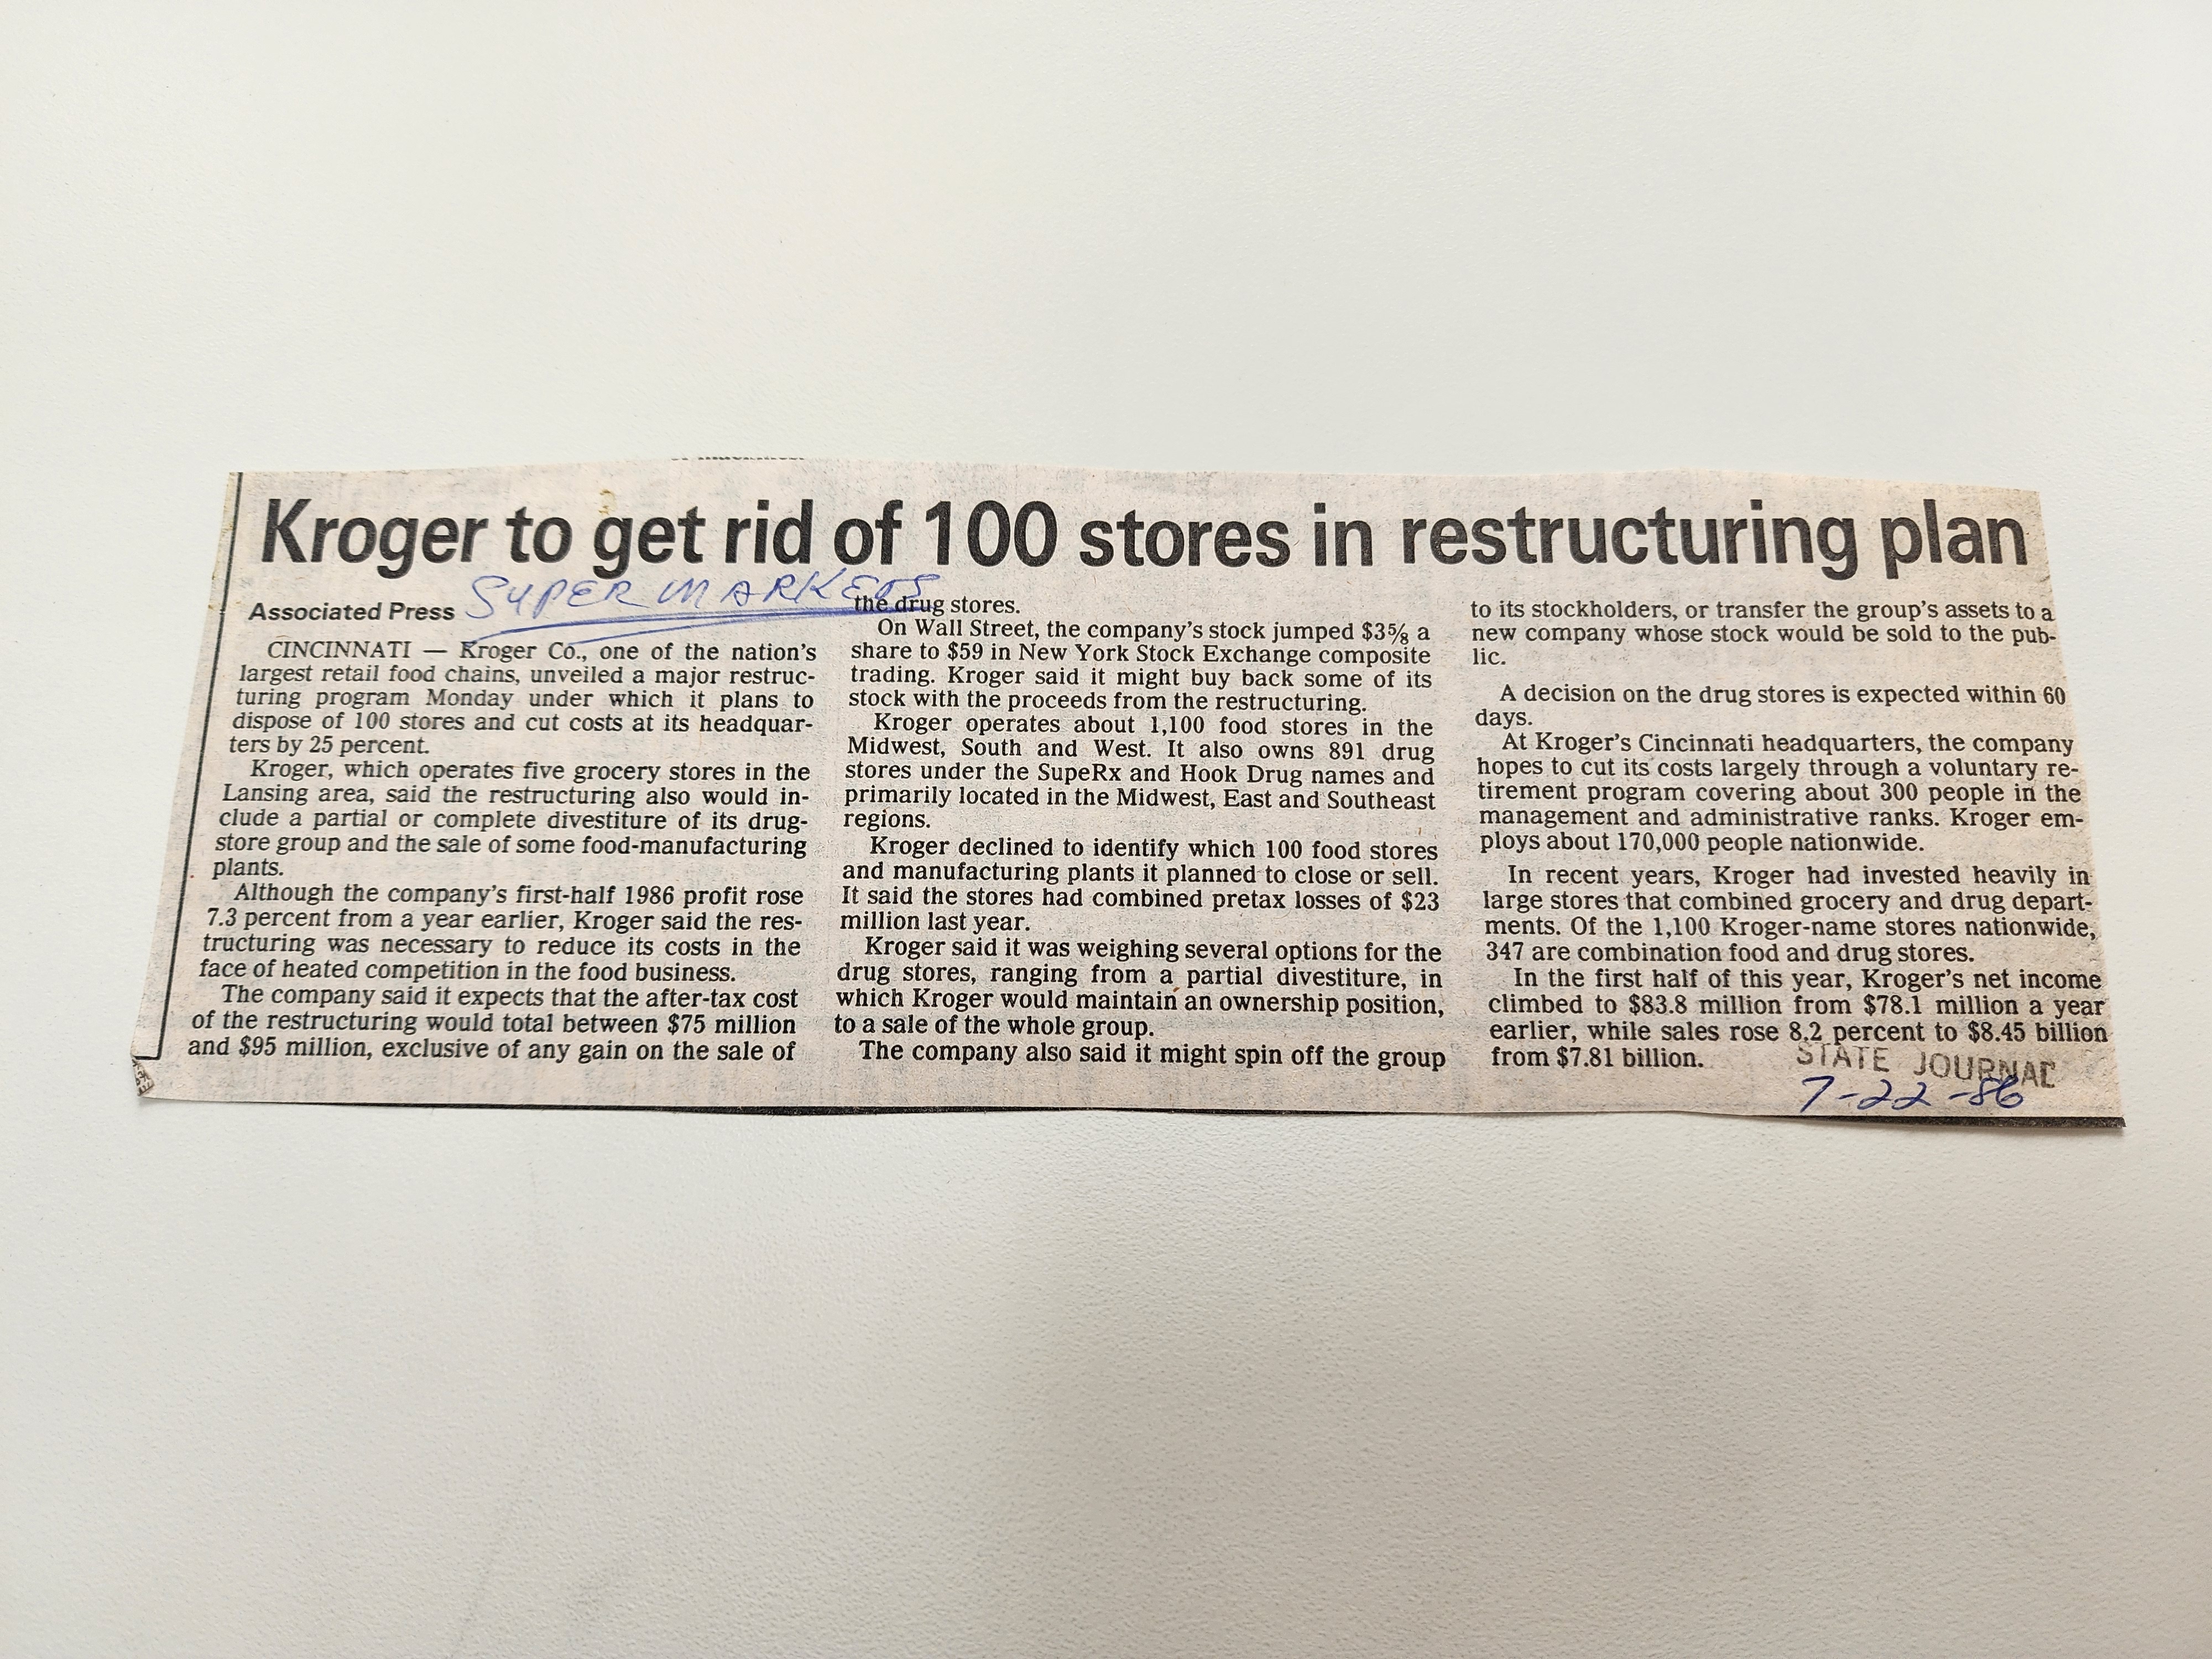 Kroger to get rid of 100 stores in restructuring plan
SUPER MARKETS
Associated Press
CINCINNATI — Kroger Co., one of the nation's
largest retail food chains, unveiled a major restruc-
turing program Monday under which it plans to
dispose of 100 stores and cut costs at its headquar-
ters by 25 percent.
Kroger, which operates five grocery stores in the
Lansing area, said the restructuring also would in-
clude a partial or complete divestiture of its drug-
store group and the sale of some food-manufacturing
plants.
Although the company's first-half 1986 profit rose
7.3 percent from a year earlier, Kroger said the res-
tructuring was necessary to reduce its costs in the
face of heated competition in the food business.
The company said it expects that the after-tax cost
of the restructuring would total between $75 million
and $95 million, exclusive of any gain on the sale of
the drug stores.
On Wall Street, the company's stock jumped $3⅝ a
share to $59 in New York Stock Exchange composite
trading. Kroger said it might buy back some of its
stock with the proceeds from the restructuring.
Kroger operates about 1,100 food stores in the
Midwest, South and West. It also owns 891 drug
stores under the SupeRx and Hook Drug names and
primarily located in the Midwest, East and Southeast
regions.
Kroger declined to identify which 100 food stores
and manufacturing plants it planned to close or sell.
It said the stores had combined pretax losses of $23
million last year.
Kroger said it was weighing several options for the
drug stores, ranging from a partial divestiture, in
which Kroger would maintain an ownership position,
to a sale of the whole group.
The company also said it might spin off the group
to its stockholders, or transfer the group's assets to a
new company whose stock would be sold to the pub-
lic.
A decision on the drug stores is expected within 60
days.
At Kroger's Cincinnati headquarters, the company
hopes to cut its costs largely through a voluntary re-
tirement program covering about 300 people in the
management and administrative ranks. Kroger em-
ploys about 170,000 people nationwide.
In recent years, Kroger had invested heavily in
large stores that combined grocery and drug depart-
ments. Of the 1,100 Kroger-name stores nationwide,
347 are combination food and drug stores.
In the first half of this year, Kroger's net income
climbed to $83.8 million from $78.1 million a year
earlier, while sales rose 8.2 percent to $8.45 billion
from $7.81 billion.
STATE JOURNAL
7-22-86